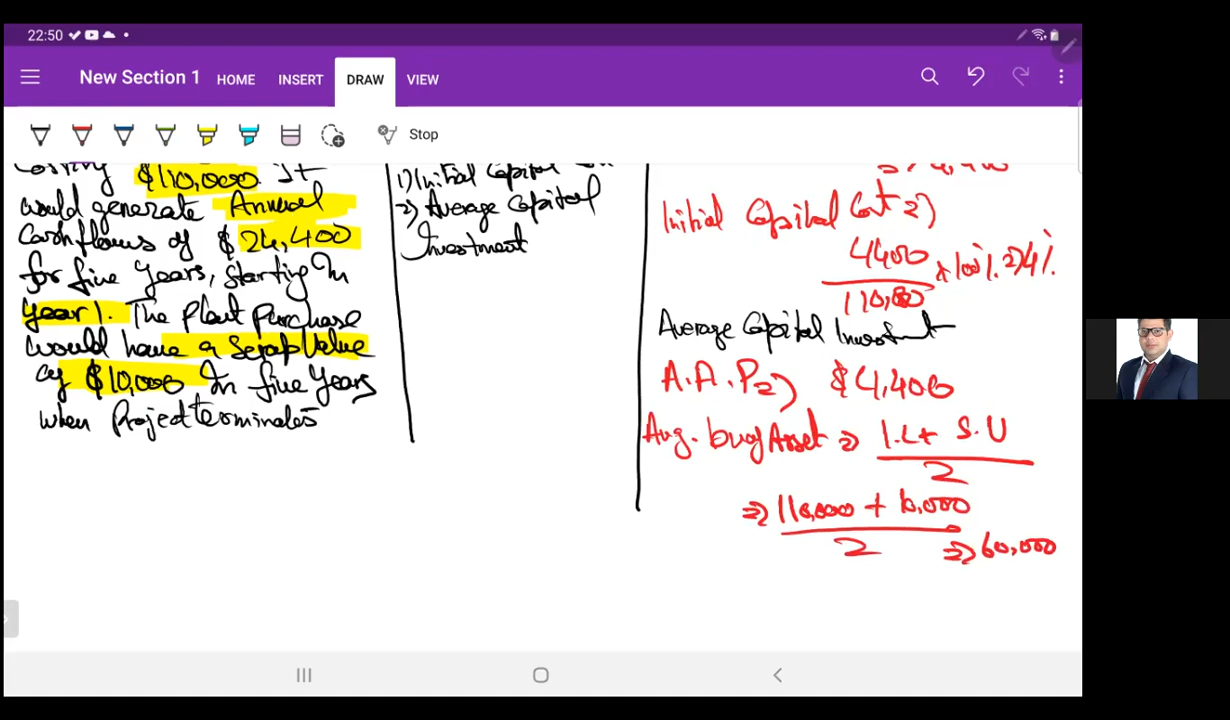 22:50
New Section 1 HOME INSERT DRAW VIEW
Stop
$110,000. It
would generate Annual
Cashflows of $ 24,400
for five years, starting In
year 1. The plant purchase
would have a Scrap Value
of $10,000 In five years
when Project terminates
1) Initial Capital
2) Average Capital
Investment
Initial Capital Cost =)
4400
110,000 × 100% =) 4%
Average Capital Investment
A.A.P =) $4,400
Avg. Asset => I.C + S.V
2
=> 110,000 + 10,000
2 => 60,000